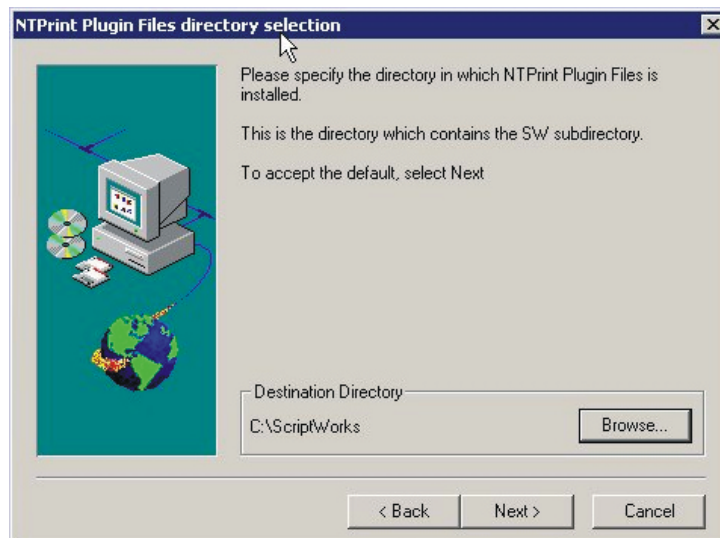 NTPrint Plugin Files directory selection
Please specify the directory in which NTPrint Plugin Files is
installed.
This is the directory which contains the SW subdirectory.
To accept the default, select Next
Destination Directory
C:\ScriptWorks
Browse...
< Back
Next >
Cancel